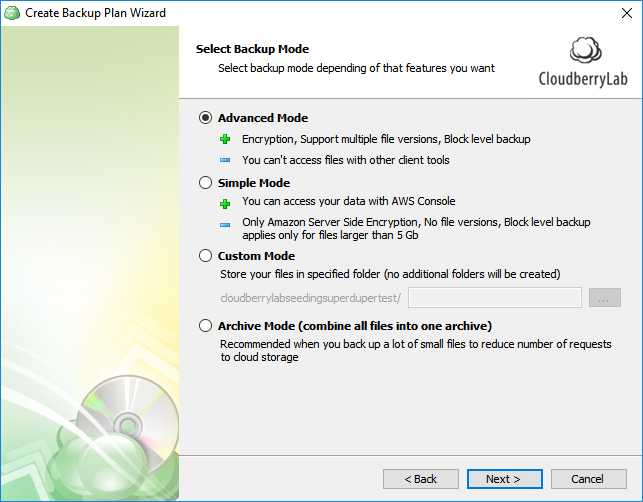 Create Backup Plan Wizard
Select Backup Mode
Select backup mode depending of that features you want
CloudberryLab
Advanced Mode
Encryption, Support multiple file versions, Block level backup
You can't access files with other client tools
Simple Mode
You can access your data with AWS Console
Only Amazon Server Side Encryption, No file versions, Block level backup
applies only for files larger than 5 Gb
Custom Mode
Store your files in specified folder (no additional folders will be created)
cloudberrylabseedingsuperdupertest/
...
Archive Mode (combine all files into one archive)
Recommended when you back up a lot of small files to reduce number of requests
to cloud storage
< Back
Next >
Cancel